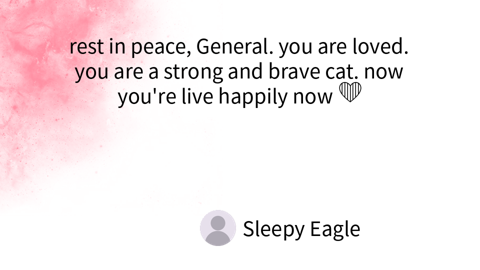 rest in peace, General. you are loved.
you are a strong and brave cat. now
you're live happily now
Sleepy Eagle